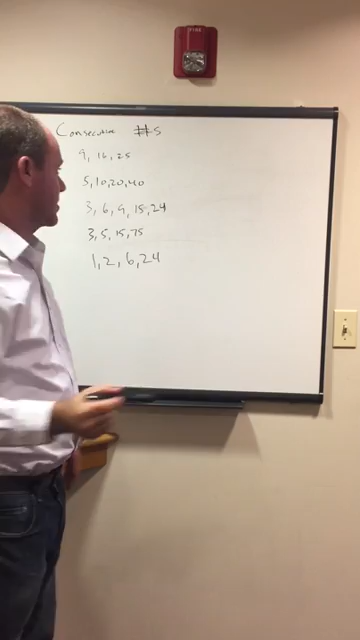 FIRE
Consecutive #s
9, 16, 25
5, 10, 20, 40
3, 6, 9, 15, 24
3, 5, 15, 75
1, 2, 6, 24